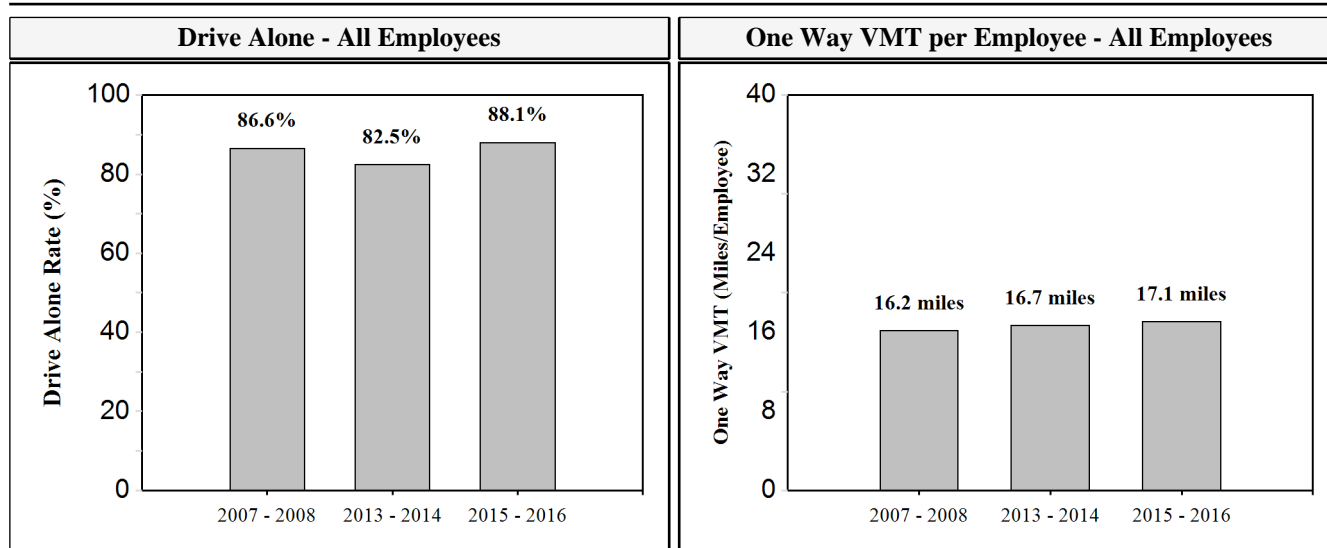 Drive Alone - All Employees
One Way VMT per Employee - All Employees
Drive Alone Rate (%)
100
80
60
40
20
0
86.6%
82.5%
88.1%
2007 - 2008
2013 - 2014
2015 - 2016
One Way VMT (Miles/Employee)
40
32
24
16
8
0
16.2 miles
16.7 miles
17.1 miles
2007 - 2008
2013 - 2014
2015 - 2016